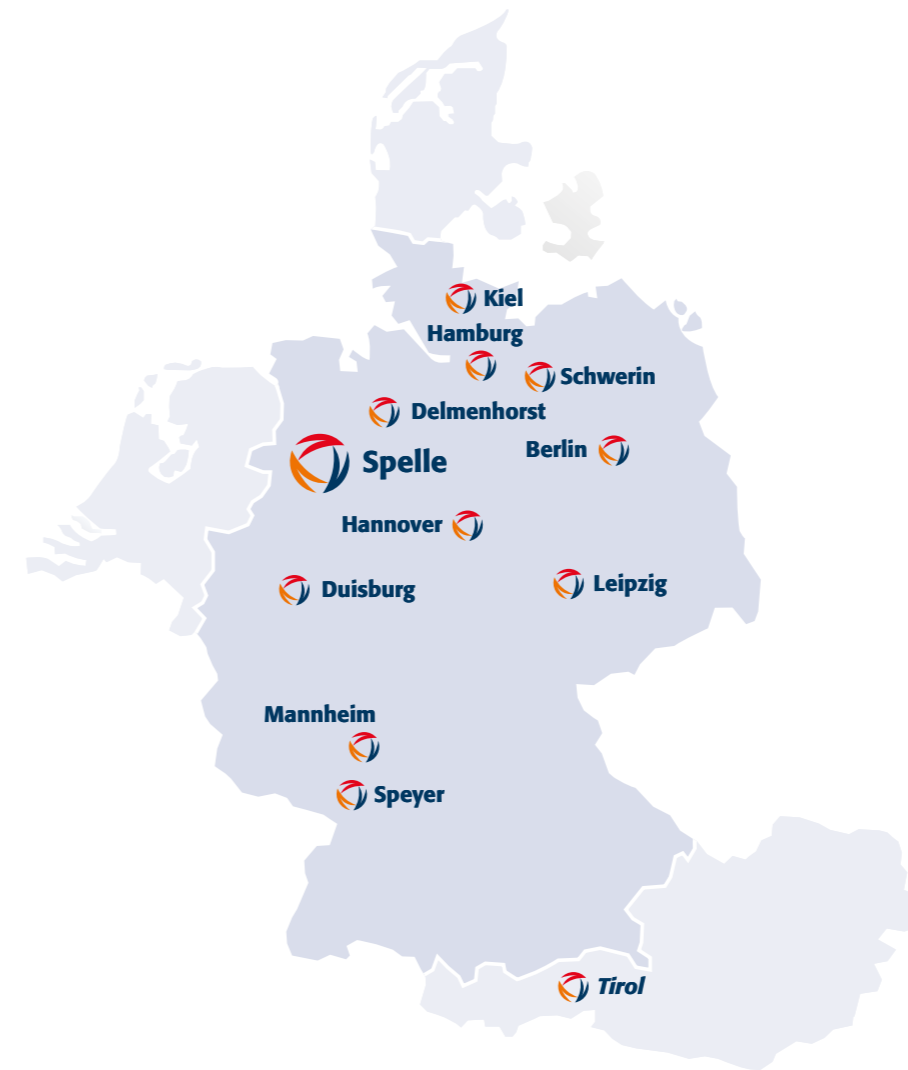 Kiel
Hamburg
Schwerin
Delmenhorst
Berlin
Spelle
Hannover
Duisburg
Leipzig
Mannheim
Speyer
Tirol